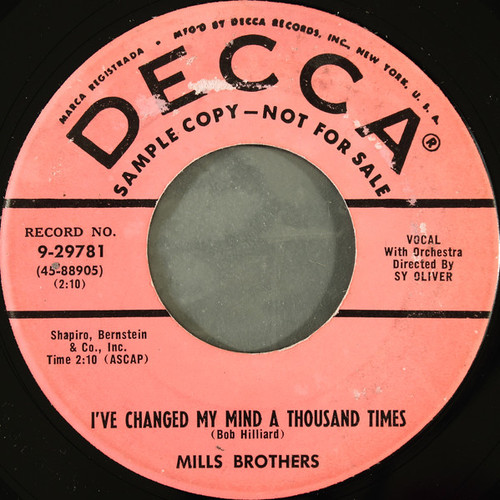 MARCA REGISTRADA • MF'G'D BY DECCA RECORDS, INC., NEW YORK, U. S. A.
DECCA®
SAMPLE COPY—NOT FOR SALE
RECORD NO.
9-29781
(45-88905)
(2:10)
VOCAL
With Orchestra
Directed By
SY OLIVER
Shapiro, Bernstein
& Co., Inc.
Time 2:10 (ASCAP)
I'VE CHANGED MY MIND A THOUSAND TIMES
(Bob Hilliard)
MILLS BROTHERS